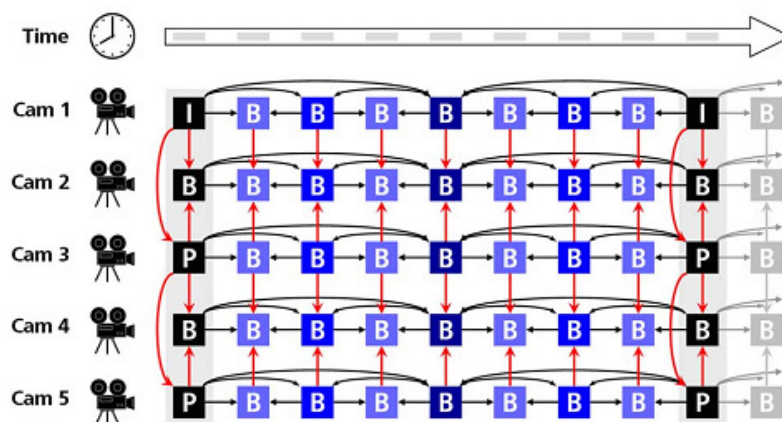 Time
Cam 1 I B B B B B B B I B
Cam 2 B B B B B B B B B B
Cam 3 P B B B B B B B P B
Cam 4 B B B B B B B B B B
Cam 5 P B B B B B B B P B